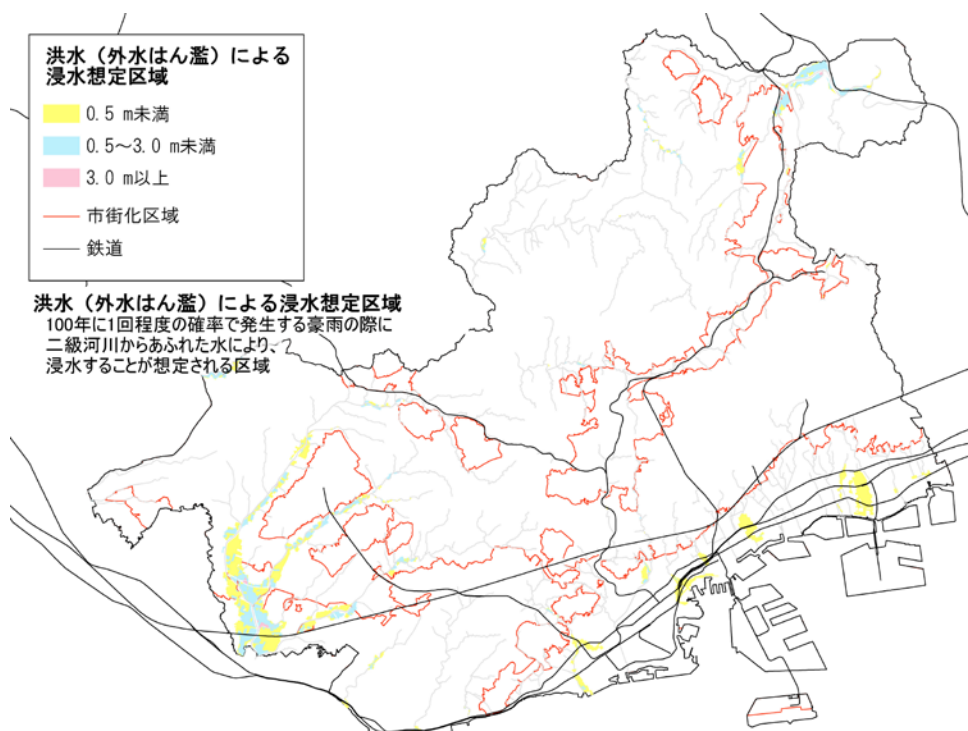 洪水（外水はん濫）による
浸水想定区域
0.5 m未満
0.5～3.0 m未満
3.0 m以上
市街化区域
鉄道
洪水（外水はん濫）による浸水想定区域
100年に1回程度の確率で発生する豪雨の際に
二級河川からあふれた水により、
浸水することが想定される区域